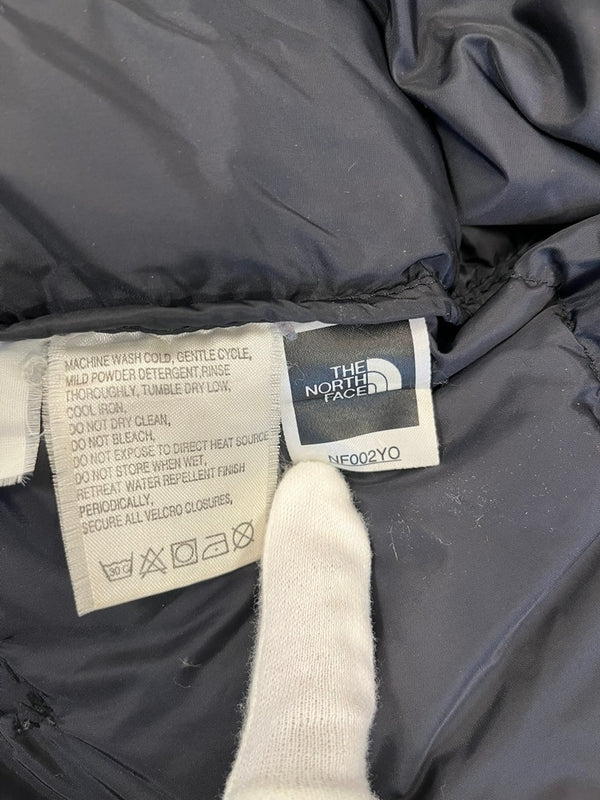 MACHINE WASH COLD, GENTLE CYCLE,
MILD POWDER DETERGENT.RINSE
THOROUGHLY, TUMBLE DRY LOW,
COOL IRON.
DO NOT DRY CLEAN,
DO NOT BLEACH.
DO NOT EXPOSE TO DIRECT HEAT SOURCE
DO NOT STORE WHEN WET,
RETREAT WATER REPELLENT FINISH
PERIODICALLY,
SECURE ALL VELCRO CLOSURES,
30 C
THE
NORTH
FACE
NF002YO